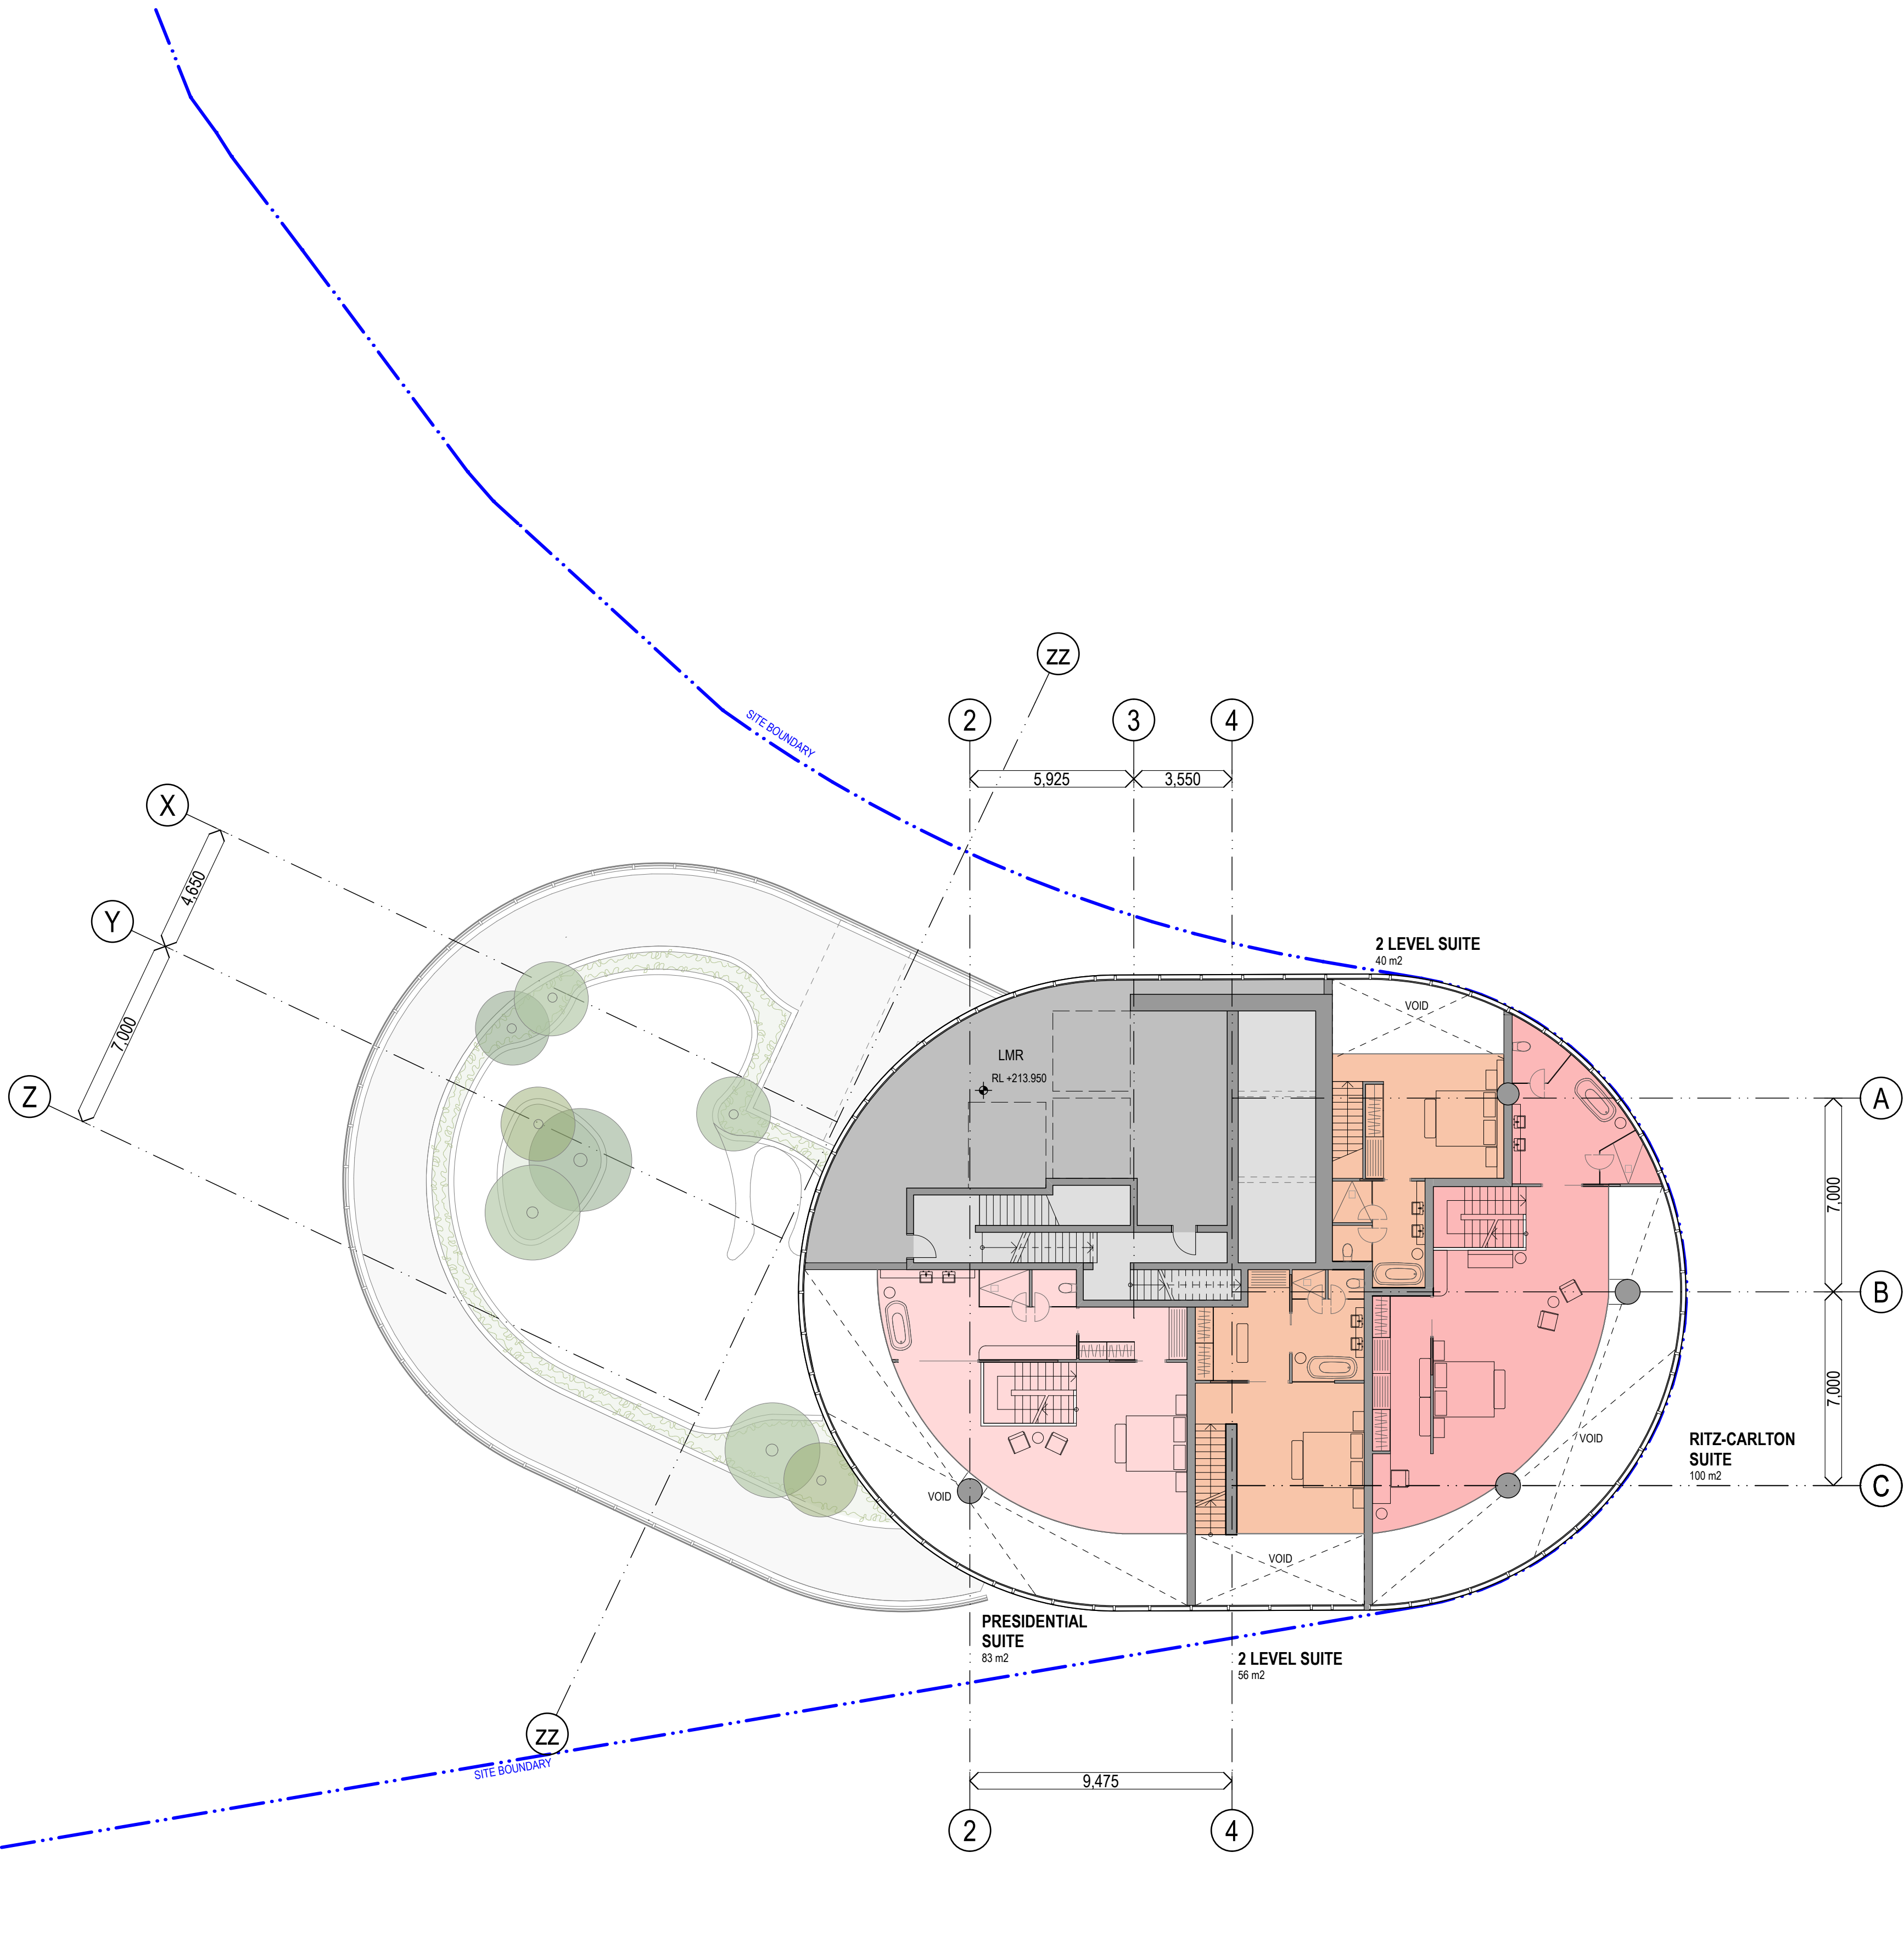 ZZ
2
3
4
SITE BOUNDARY
5,925
3,550
X
4,650
Y
7,000
Z
2 LEVEL SUITE
40 m2
VOID
LMR
RL +213.950
A
7,000
B
7,000
VOID
RITZ-CARLTON
SUITE
100 m2
C
VOID
VOID
PRESIDENTIAL
SUITE
83 m2
2 LEVEL SUITE
56 m2
ZZ
SITE BOUNDARY
9,475
2
4